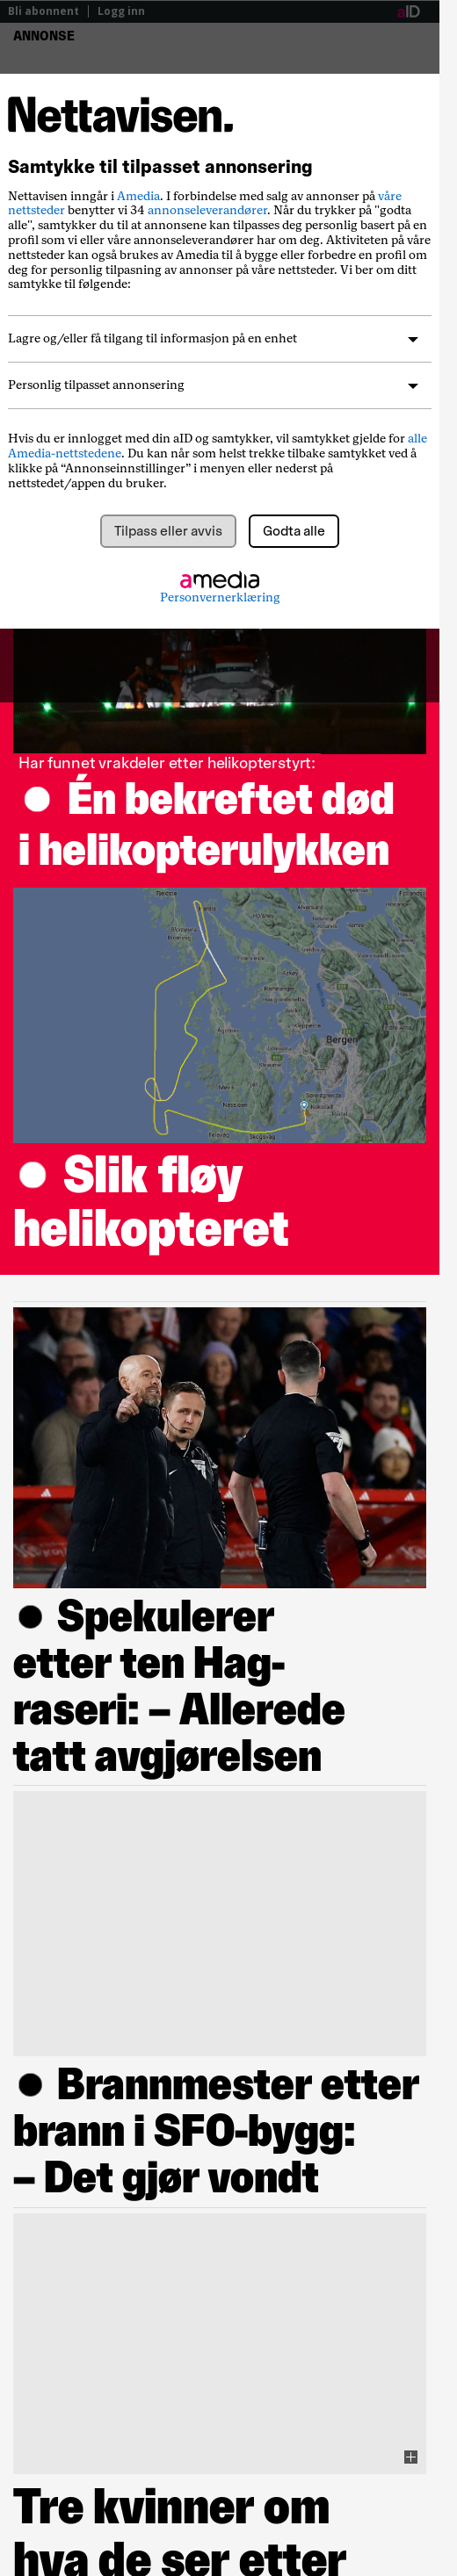 Bli abonnent | Logg inn aID
ANNONSE
Nettavisen.
Samtykke til tilpasset annonsering
Nettavisen inngår i Amedia. I forbindelse med salg av annonser på våre
nettsteder benytter vi 34 annonseleverandører. Når du trykker på "godta
alle", samtykker du til at annonsene kan tilpasses deg personlig basert på en
profil som vi eller våre annonseleverandører har om deg. Aktiviteten på våre
nettsteder kan også brukes av Amedia til å bygge eller forbedre en profil om
deg for personlig tilpasning av annonser på våre nettsteder. Vi ber om ditt
samtykke til følgende:
Lagre og/eller få tilgang til informasjon på en enhet
Personlig tilpasset annonsering
Hvis du er innlogget med din aID og samtykker, vil samtykket gjelde for alle
Amedia-nettstedene. Du kan når som helst trekke tilbake samtykket ved å
klikke på “Annonseinnstillinger” i menyen eller nederst på
nettstedet/appen du bruker.
Tilpass eller avvis Godta alle
amedia
Personvernerklæring
Har funnet vrakdeler etter helikopterstyrt:
Én bekreftet død
i helikopterulykken
Bergen
Slik fløy
helikopteret
Spekulerer
etter ten Hag-
raseri: – Allerede
tatt avgjørelsen
Brannmester etter
brann i SFO-bygg:
– Det gjør vondt
Tre kvinner om
hva de ser etter